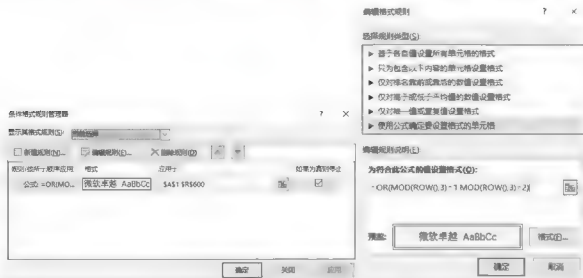 条件格式规则管理器 ? ×
显示其格式规则(S):
新建规则(N)... 编辑规则(E)... 删除规则(D)
格式 应用于 如果为真则停止
公式: =OR(MO... 微软卓越 AaBbCc $A$1 $R$600
确定 关闭 应用
编辑格式规则 ? ×
选择规则类型(S):
► 基于各自值设置所有单元格的格式
► 只为包含以下内容的单元格设置格式
► 仅对排名靠前或靠后的数值设置格式
► 仅对高于或低于平均值的数值设置格式
► 仅对唯一值或重复值设置格式
► 使用公式确定要设置格式的单元格
编辑规则说明(E):
为符合此公式的值设置格式(O):
=OR(MOD(ROW(),3)=1 MOD(ROW(),3)=2)
预览: 微软卓越 AaBbCc 格式(F)...
确定 取消